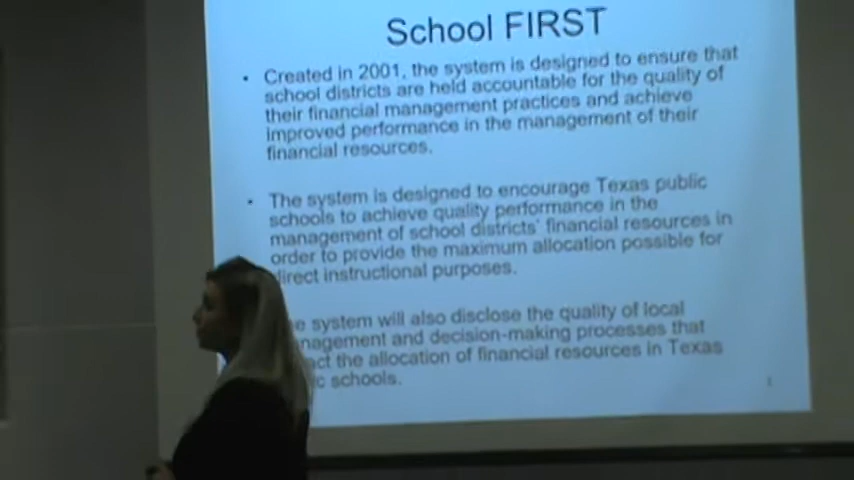 School FIRST
• Created in 2001, the system is designed to ensure that
school districts are held accountable for the quality of
their financial management practices and achieve
improved performance in the management of their
financial resources.
• The system is designed to encourage Texas public
schools to achieve quality performance in the
management of school districts' financial resources in
order to provide the maximum allocation possible for
direct instructional purposes.
system will also disclose the quality of local
and decision-making processes that
the allocation of financial resources in Texas
schools.